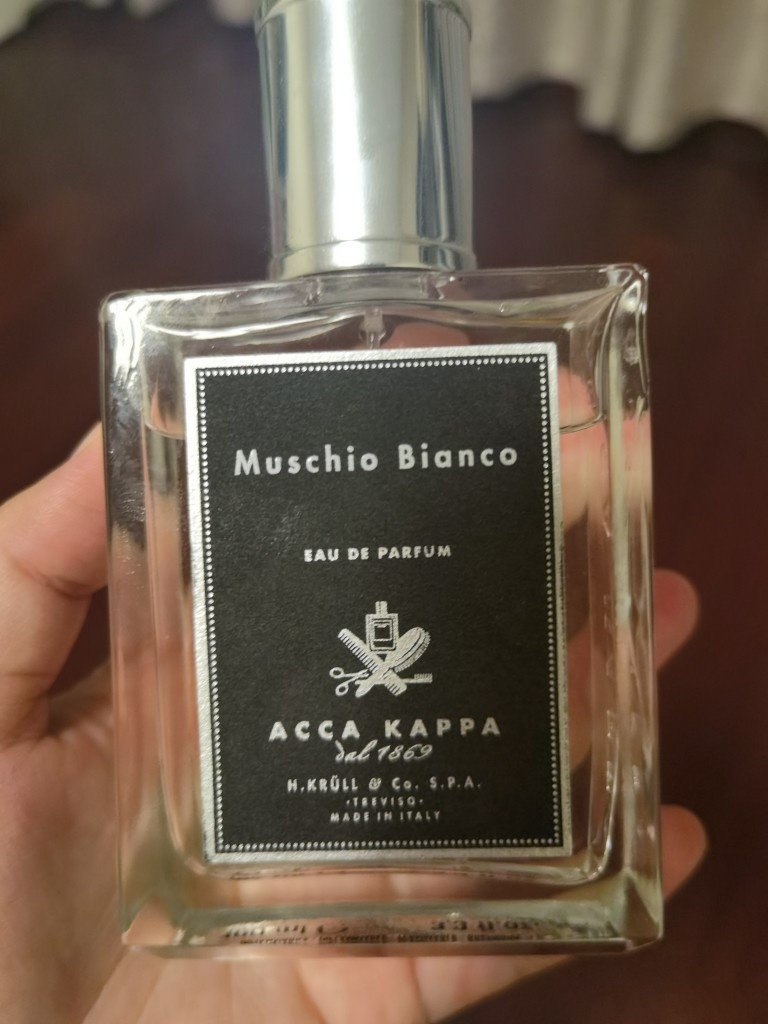 Muschio Bianco
EAU DE PARFUM
ACCA KAPPA
dal 1869
H.KRÜLL & Co. S.P.A.
·TREVISO·
MADE IN ITALY